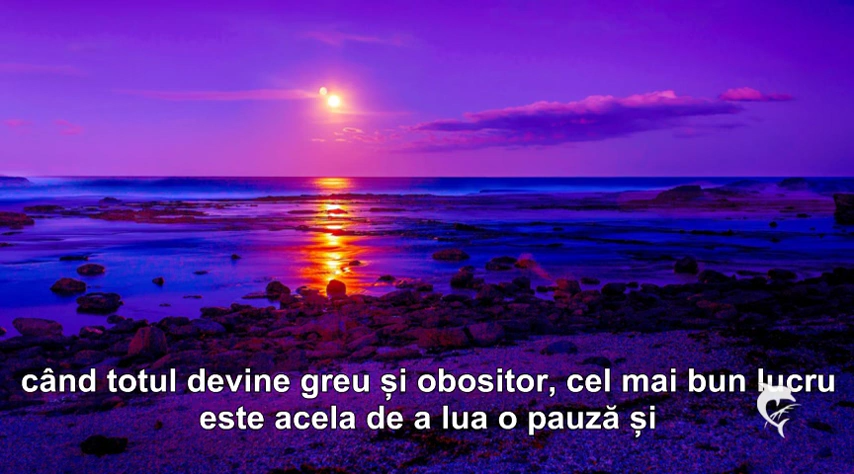 când totul devine greu și obositor, cel mai bun lucru
este acela de a lua o pauză și